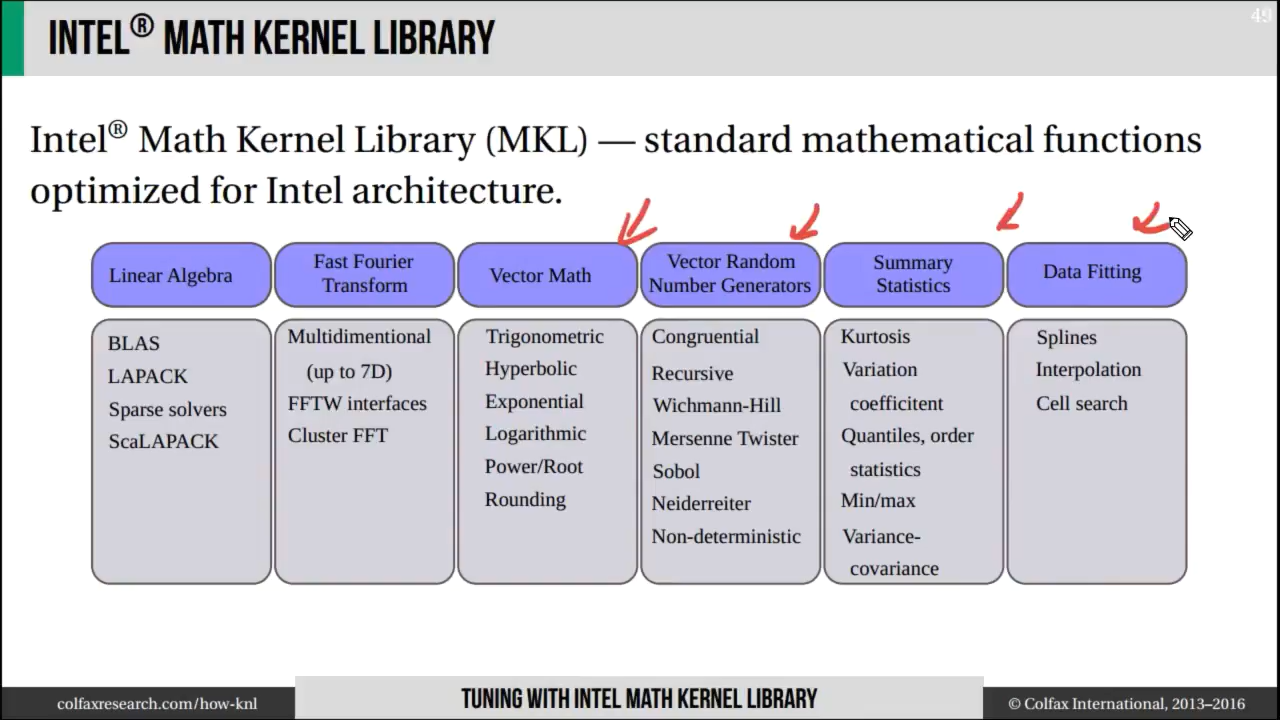 49
INTEL® MATH KERNEL LIBRARY
Intel® Math Kernel Library (MKL) — standard mathematical functions
optimized for Intel architecture.
Linear Algebra
BLAS
LAPACK
Sparse solvers
ScaLAPACK
Fast Fourier
Transform
Multidimentional
(up to 7D)
FFTW interfaces
Cluster FFT
Vector Math
Trigonometric
Hyperbolic
Exponential
Logarithmic
Power/Root
Rounding
Vector Random
Number Generators
Congruential
Recursive
Wichmann-Hill
Mersenne Twister
Sobol
Neiderreiter
Non-deterministic
Summary
Statistics
Kurtosis
Variation
coefficitent
Quantiles, order
statistics
Min/max
Variance-
covariance
Data Fitting
Splines
Interpolation
Cell search
colfaxresearch.com/how-knl
TUNING WITH INTEL MATH KERNEL LIBRARY
© Colfax International, 2013–2016